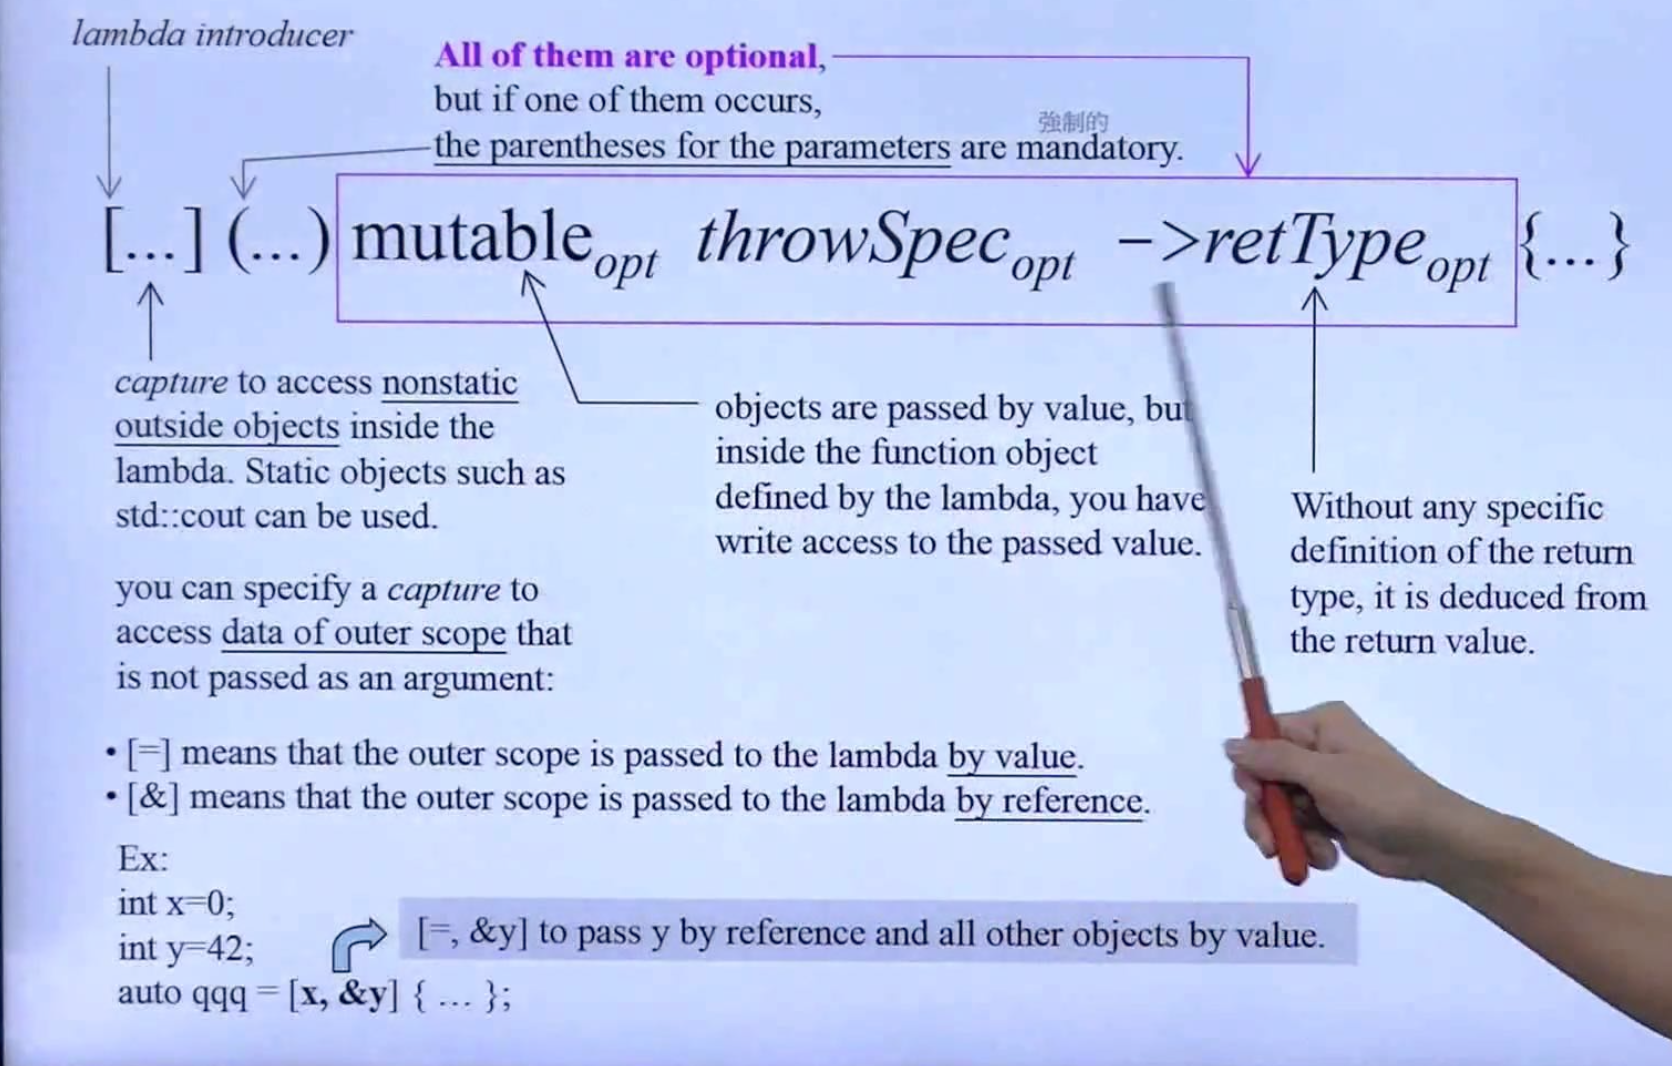 lambda introducer
All of them are optional,
but if one of them occurs,
強制的
the parentheses for the parameters are mandatory.
[...] (...) mutable opt throwSpec opt ->retType opt {...}
capture to access nonstatic
outside objects inside the
lambda. Static objects such as
std::cout can be used.
you can specify a capture to
access data of outer scope that
is not passed as an argument:
objects are passed by value, but
inside the function object
defined by the lambda, you have
write access to the passed value.
Without any specific
definition of the return
type, it is deduced from
the return value.
• [=] means that the outer scope is passed to the lambda by value.
• [&] means that the outer scope is passed to the lambda by reference.
Ex:
int x=0;
int y=42;
[=, &y] to pass y by reference and all other objects by value.
auto qqq = [x, &y] { ... };